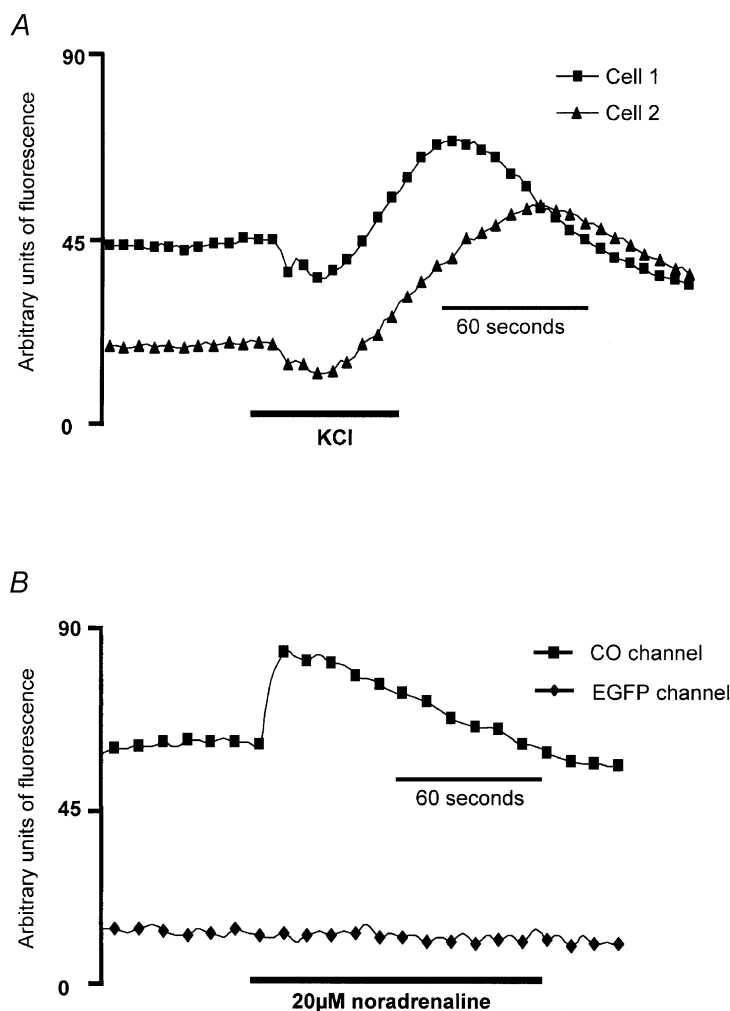 A
90
45
0
Arbitrary units of fluorescence
Cell 1
Cell 2
60 seconds
KCl
B
90
45
0
Arbitrary units of fluorescence
CO channel
EGFP channel
60 seconds
20µM noradrenaline